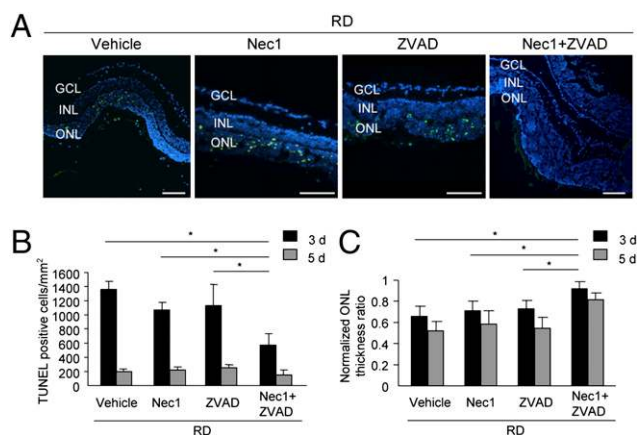 A
RD
Vehicle
Nec1
ZVAD
Nec1+ZVAD
GCL
INL
ONL
GCL
INL
ONL
GCL
INL
ONL
GCL
INL
ONL
B
3 d
5 d
*
*
*
TUNEL positive cells/mm²
1600
1400
1200
1000
800
600
400
200
0
Vehicle
Nec1
ZVAD
Nec1+
ZVAD
RD
C
3 d
5 d
*
*
*
Normalized ONL
thickness ratio
1
0.8
0.6
0.4
0.2
0
Vehicle
Nec1
ZVAD
Nec1+
ZVAD
RD